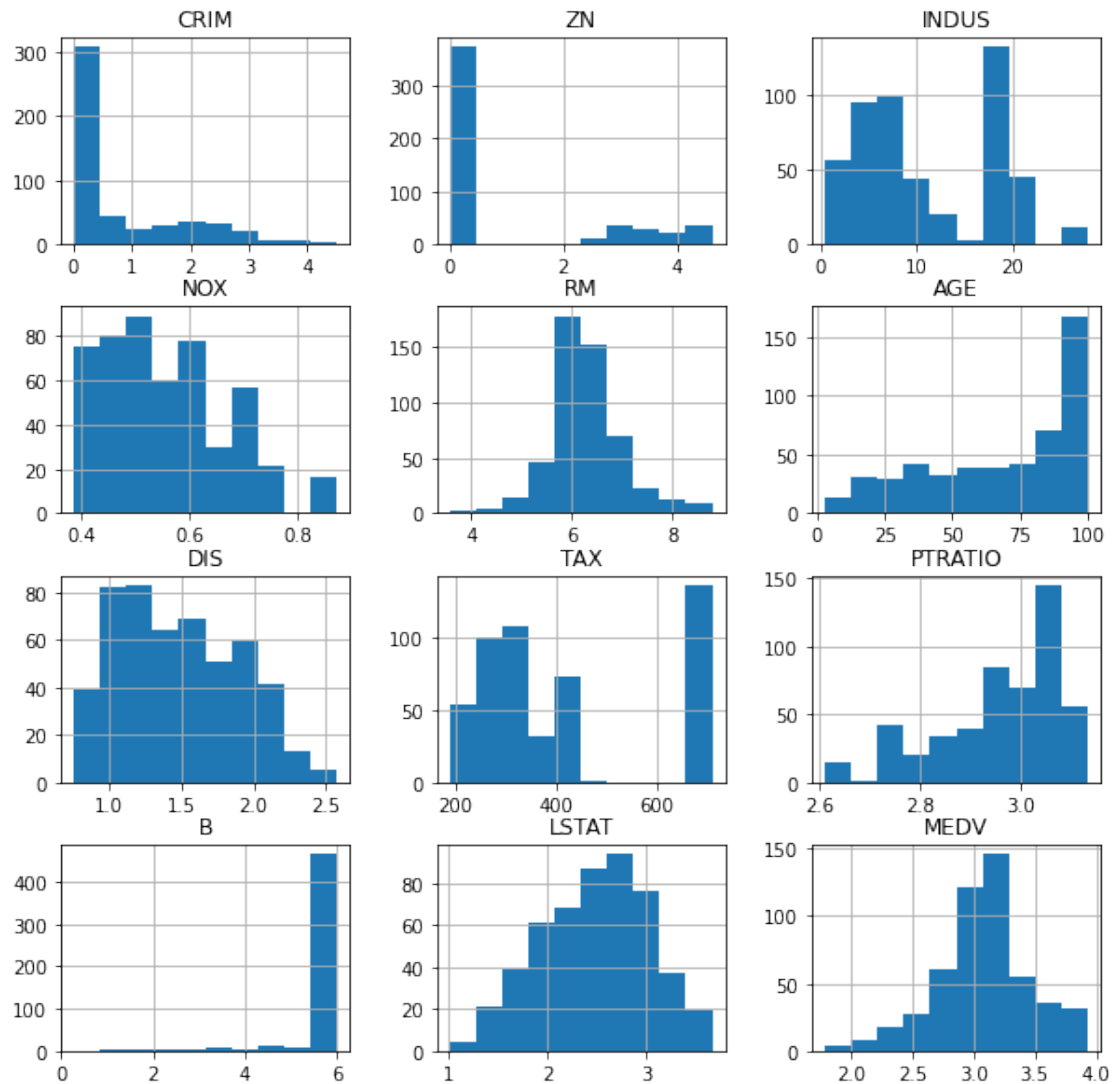 CRIM
ZN
INDUS
300
200
100
0
0 1 2 3 4
300
200
100
0
0 2 4
100
50
0
0 10 20
NOX
RM
AGE
80
60
40
20
0
0.4 0.6 0.8
150
100
50
0
4 6 8
150
100
50
0
0 25 50 75 100
DIS
TAX
PTRATIO
80
60
40
20
0
1.0 1.5 2.0 2.5
100
50
0
200 400 600
150
100
50
0
2.6 2.8 3.0
B
LSTAT
MEDV
400
300
200
100
0
0 2 4 6
80
60
40
20
0
1 2 3
150
100
50
0
2.0 2.5 3.0 3.5 4.0